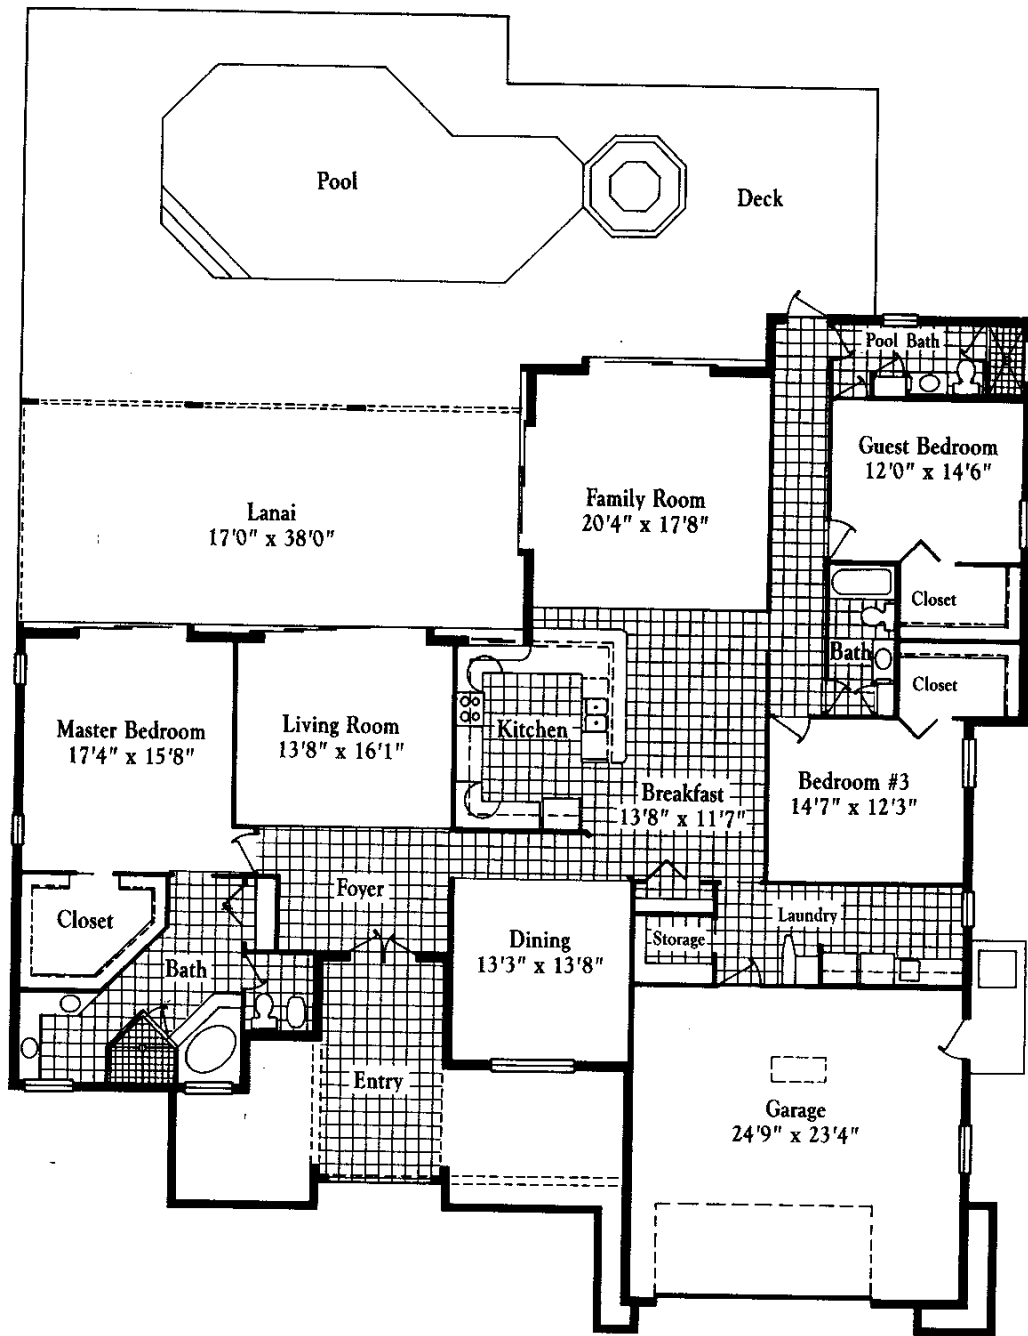 Pool
Deck
Pool Bath
Guest Bedroom
12'0" x 14'6"
Family Room
20'4" x 17'8"
Lanai
17'0" x 38'0"
Closet
Bath
Closet
Master Bedroom
17'4" x 15'8"
Living Room
13'8" x 16'1"
Kitchen
Breakfast
13'8" x 11'7"
Bedroom #3
14'7" x 12'3"
Foyer
Closet
Laundry
Storage
Dining
13'3" x 13'8"
Bath
Entry
Garage
24'9" x 23'4"